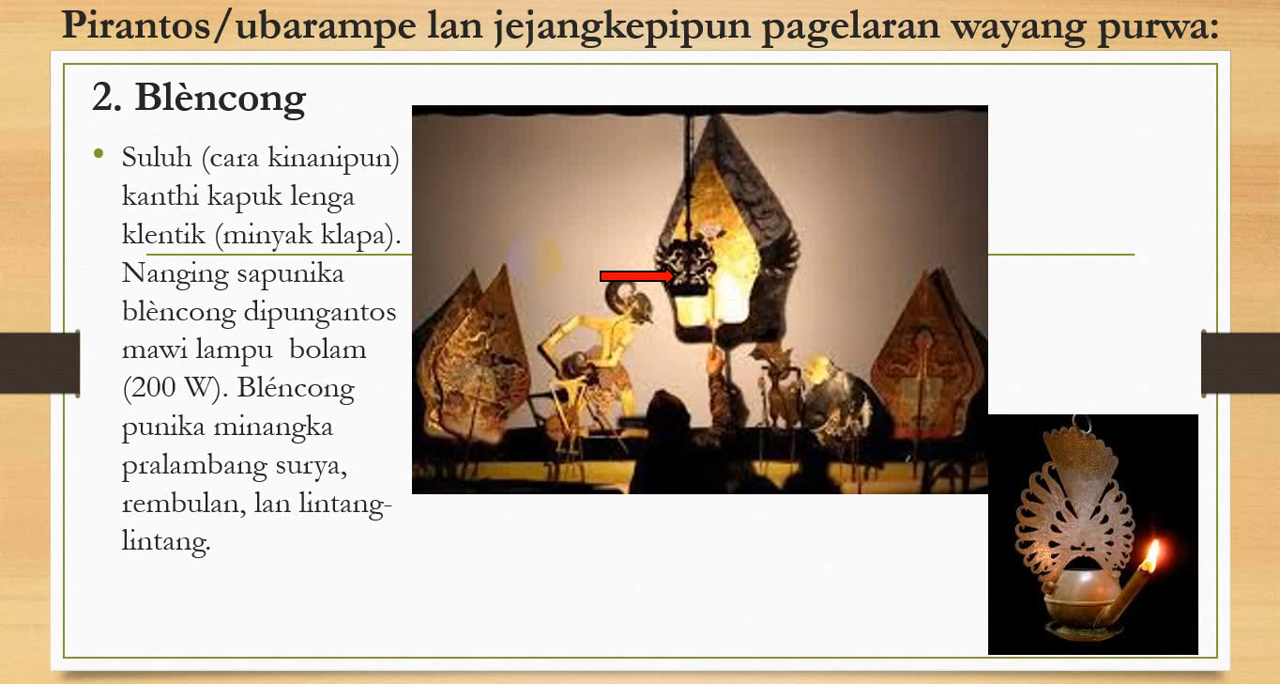 Pirantos/ubarampe lan jejangkepipun pagelaran wayang purwa:
2. Blèncong
• Suluh (cara kinanipun)
kanthi kapuk lenga
klentik (minyak klapa).
Nanging sapunika
blèncong dipungantos
mawi lampu bolam
(200 W). Bléncong
punika minangka
pralambang surya,
rembulan, lan lintang-
lintang.